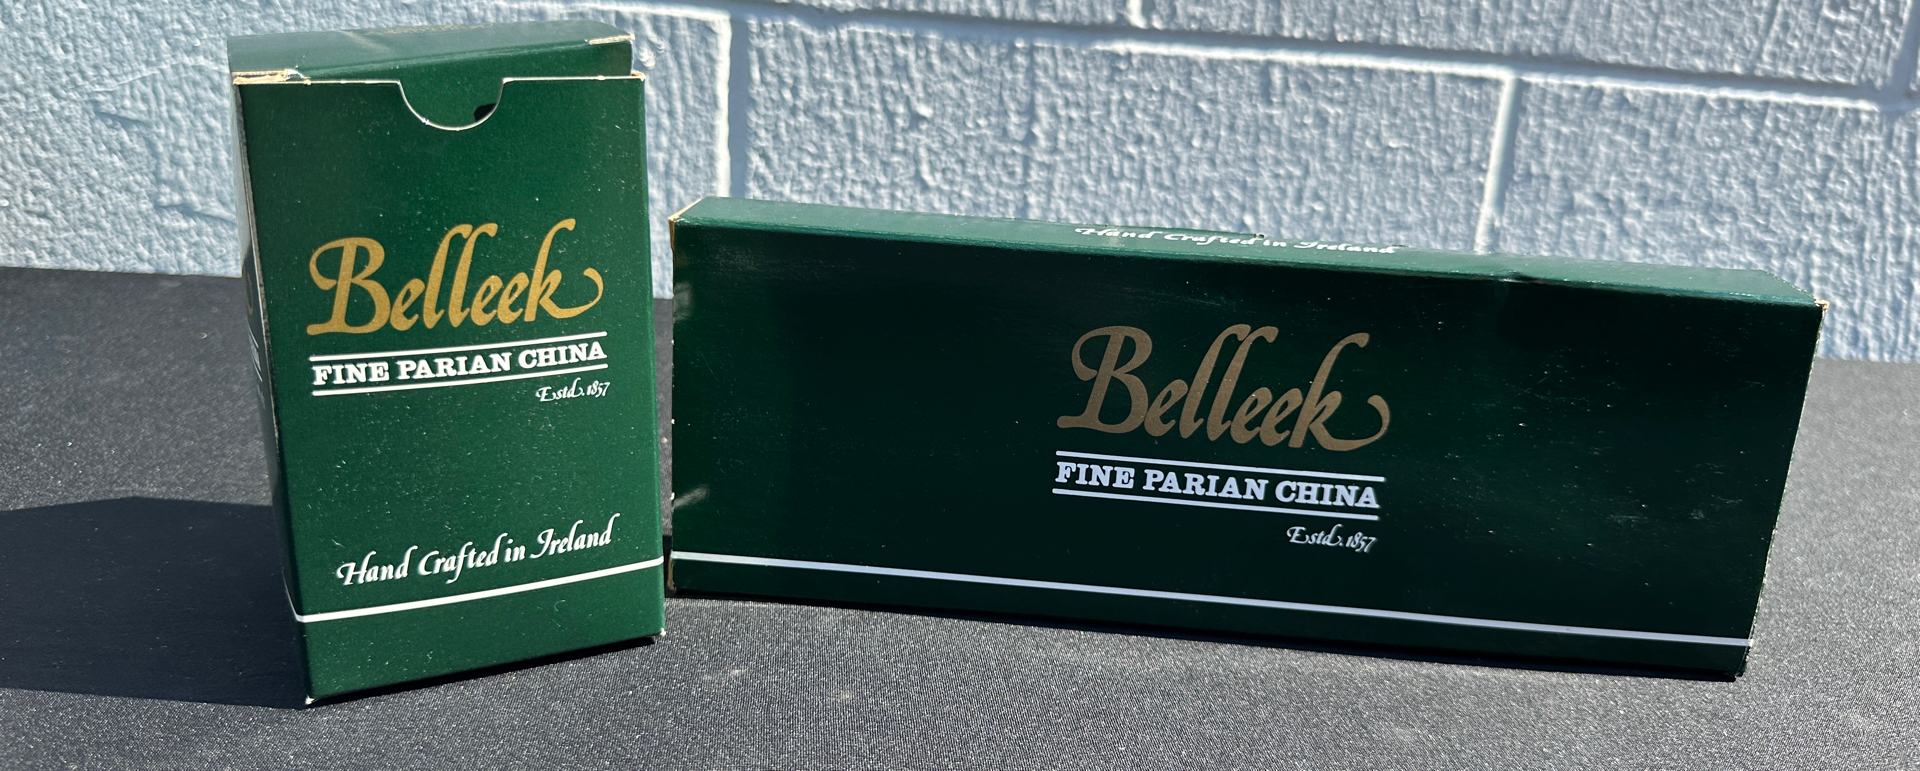 Belleek
FINE PARIAN CHINA
Estd. 1857
Hand Crafted in Ireland
Hand Crafted in Ireland
Belleek
FINE PARIAN CHINA
Estd. 1857